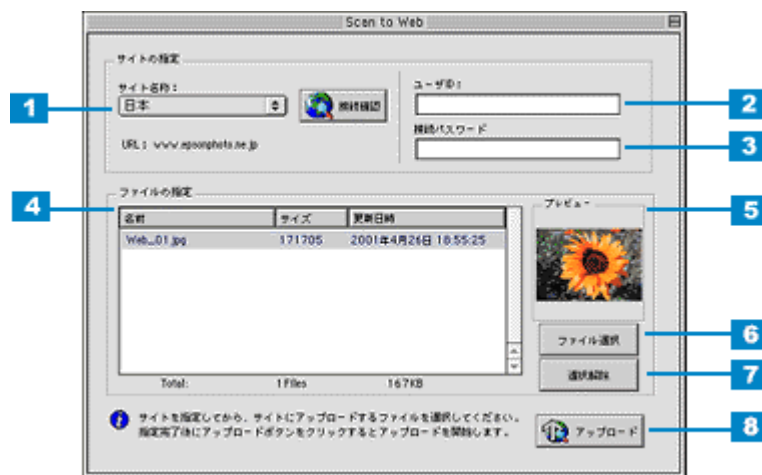 Scan to Web
サイトの指定
サイト名称：
日本
接続確認
URL： www.epsonphoto.ne.jp
ユーザID：
接続パスワード
1
2
3
ファイルの指定
4
名前 サイズ 更新日時
Web_01.jpg 171705 2001年4月26日 18:55:25
Total: 1 Files 167KB
プレビュー
5
ファイル選択
6
選択解除
7
サイトを指定してから、サイトにアップロードするファイルを選択してください。
指定完了後にアップロードボタンをクリックするとアップロードを開始します。
アップロード
8